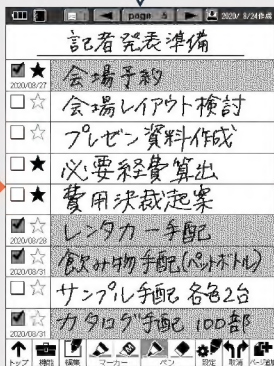 page 5
2020/ 8/24作成
記者発表準備
会場予約
2020/08/27
会場レイアウト検討
プレゼン資料作成
必要経費算出
費用決裁起案
レンタカー手配
2020/08/28
飲み物手配(ペットボトル)
2020/08/31
サンプル手配 各色2台
カタログ手配 100部
2020/08/31
トップ
機能
編集
マーカー
ペン
設定
取消
ページ追加